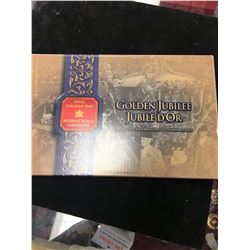 ROYAL
CANADIAN MINT
MONNAIE ROYALE
CANADIENNE
GOLDEN JUBILEE
JUBILÉ D'OR